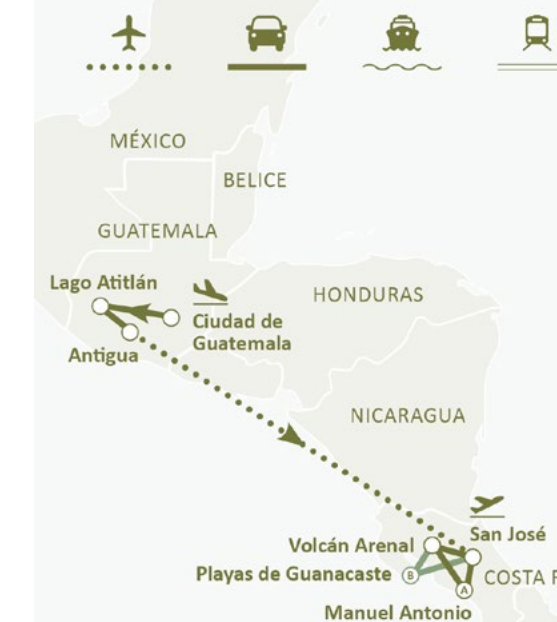 MÉXICO
BELICE
GUATEMALA
Lago Atitlán
HONDURAS
Ciudad de
Guatemala
Antigua
NICARAGUA
San José
Volcán Arenal
Playas de Guanacaste
B
COSTA
A
Manuel Antonio